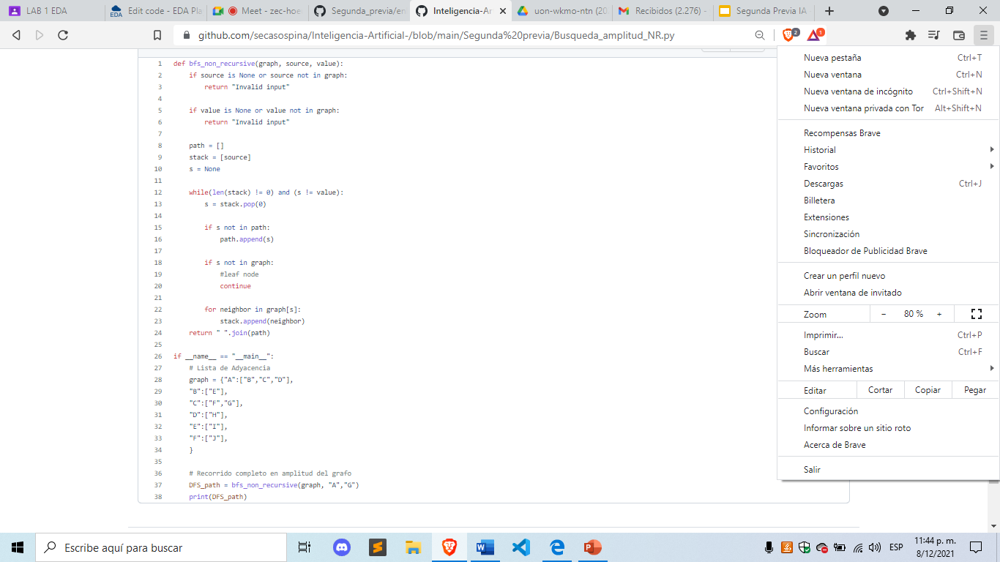 LAB 1 EDA
Edit code - EDA Pla
Meet - zec-hoe
Segunda_previa/en
Inteligencia-Ar
uon-wkmo-ntn (20
Recibidos (2.276) -
Segunda Previa IA
github.com/secasospina/Inteligencia-Artificial-/blob/main/Segunda%20previa/Busqueda_amplitud_NR.py
2
1
1 def bfs_non_recursive(graph, source, value):
2 if source is None or source not in graph:
3 return "Invalid input"
4
5 if value is None or value not in graph:
6 return "Invalid input"
7
8 path = []
9 stack = [source]
10 s = None
11
12 while(len(stack) != 0) and (s != value):
13 s = stack.pop(0)
14
15 if s not in path:
16 path.append(s)
17
18 if s not in graph:
19 #leaf node
20 continue
21
22 for neighbor in graph[s]:
23 stack.append(neighbor)
24 return " ".join(path)
25
26 if __name__ == "__main__":
27 # Lista de Adyacencia
28 graph = {"A":["B","C","D"],
29 "B":["E"],
30 "C":["F","G"],
31 "D":["H"],
32 "E":["I"],
33 "F":["J"],
34 }
35
36 # Recorrido completo en amplitud del grafo
37 DFS_path = bfs_non_recursive(graph, "A","G")
38 print(DFS_path)
Nueva pestaña Ctrl+T
Nueva ventana Ctrl+N
Nueva ventana de incógnito Ctrl+Shift+N
Nueva ventana privada con Tor Alt+Shift+N
Recompensas Brave
Historial
Favoritos
Descargas Ctrl+J
Billetera
Extensiones
Sincronización
Bloqueador de Publicidad Brave
Crear un perfil nuevo
Abrir ventana de invitado
Zoom - 80 % +
Imprimir... Ctrl+P
Buscar Ctrl+F
Más herramientas
Editar Cortar Copiar Pegar
Configuración
Informar sobre un sitio roto
Acerca de Brave
Salir
Escribe aquí para buscar
ESP
11:44 p. m.
8/12/2021